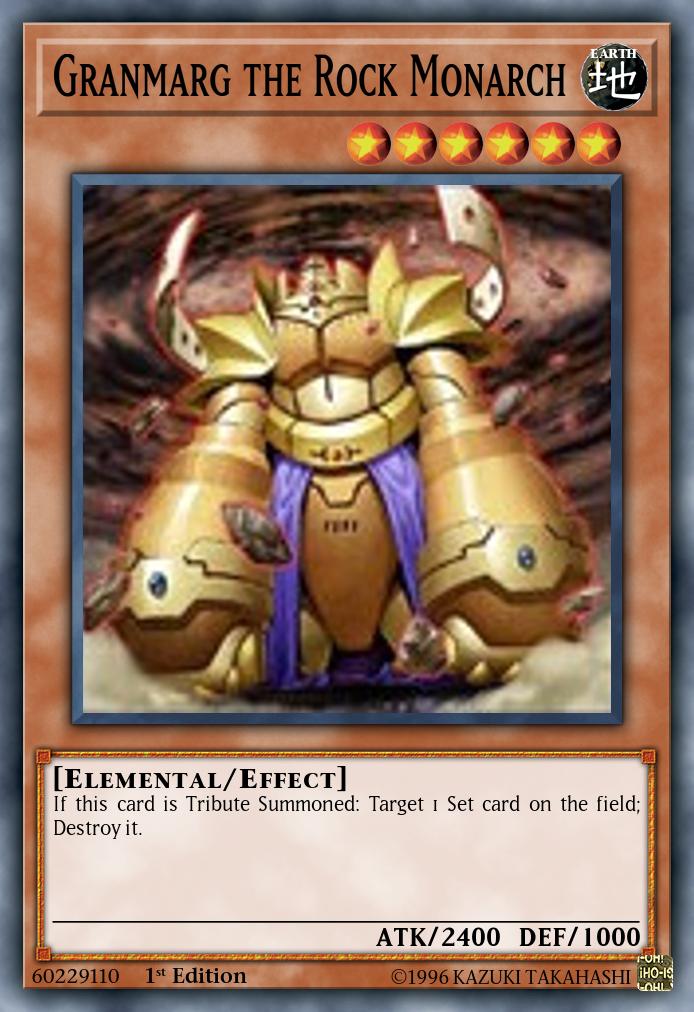 Granmarg the Rock Monarch
EARTH
地
[Elemental/Effect]
If this card is Tribute Summoned: Target 1 Set card on the field;
Destroy it.
ATK/2400 DEF/1000
60229110 1st Edition ©1996 KAZUKI TAKAHASHI